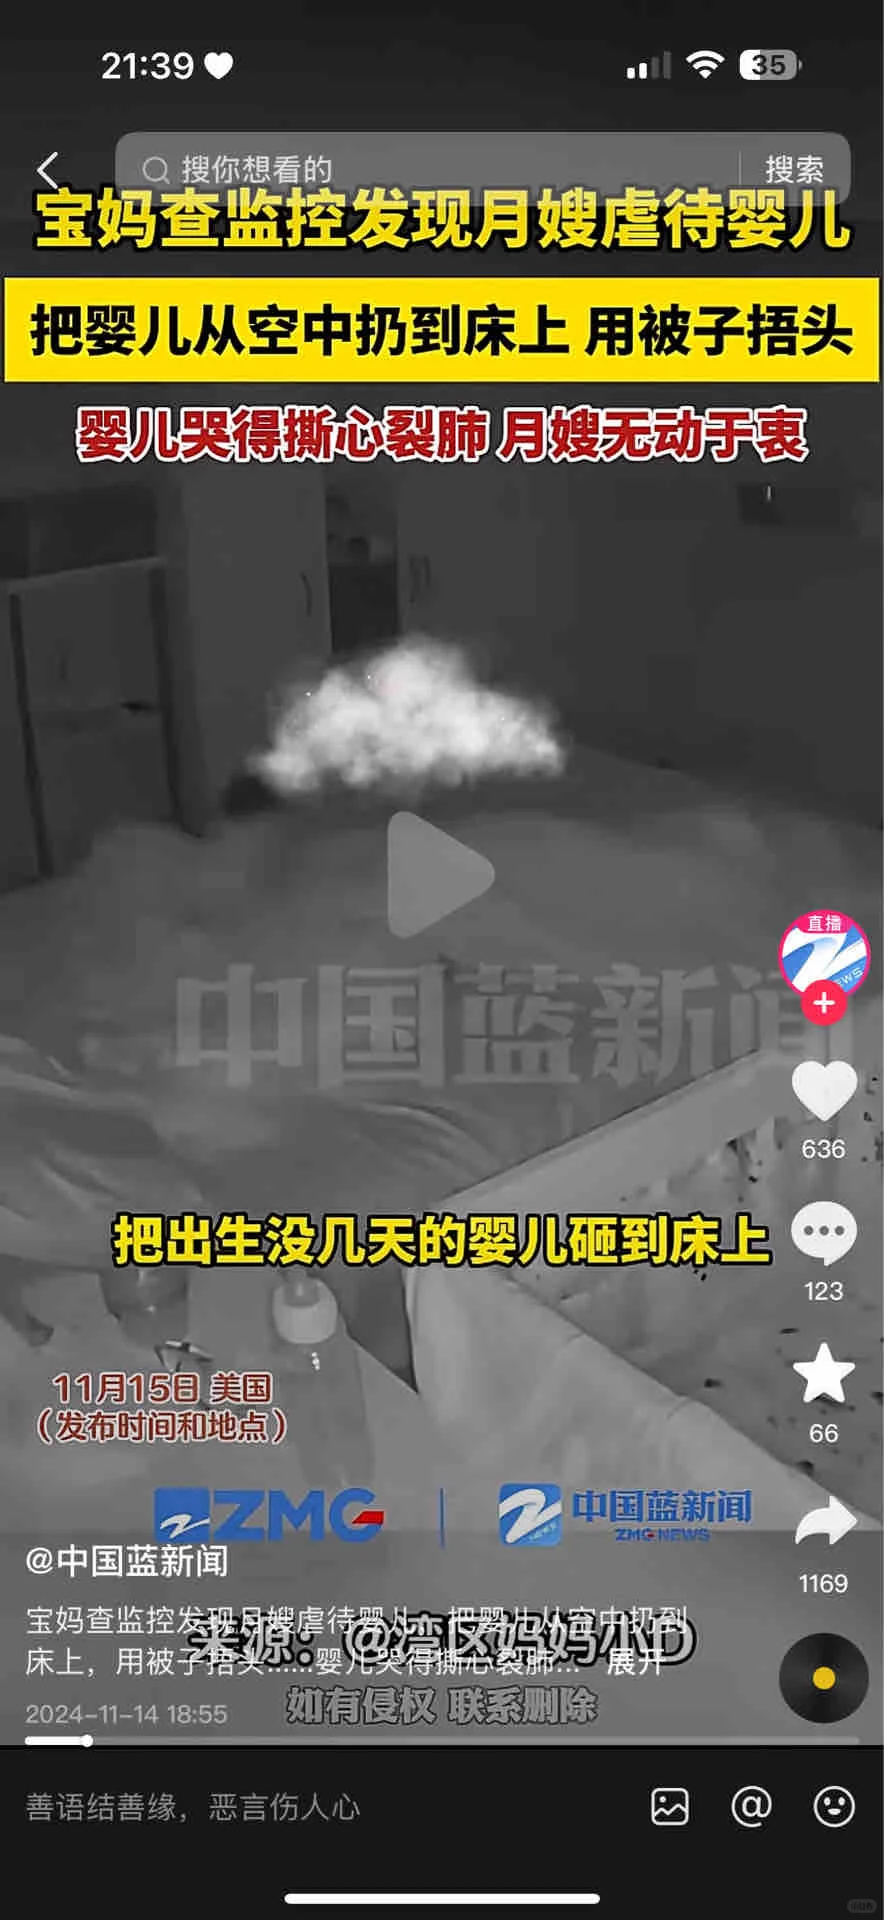 21:39
35
搜你想看的
搜索
宝妈查监控发现月嫂虐待婴儿
把婴儿从空中扔到床上 用被子捂头
婴儿哭得撕心裂肺 月嫂无动于衷
直播
中国蓝新闻
636
把出生没几天的婴儿砸到床上
123
11月15日 美国
（发布时间和地点）
66
ZMG
中国蓝新闻
ZMG NEWS
@中国蓝新闻
1169
宝妈查监控发现月嫂虐待婴儿，把婴儿从空中扔到
床上，用被子捂头……婴儿哭得撕心裂肺... 展开
来源：@湾区妈妈小D
2024-11-14 18:55
如有侵权 联系删除
善语结善缘，恶言伤人心